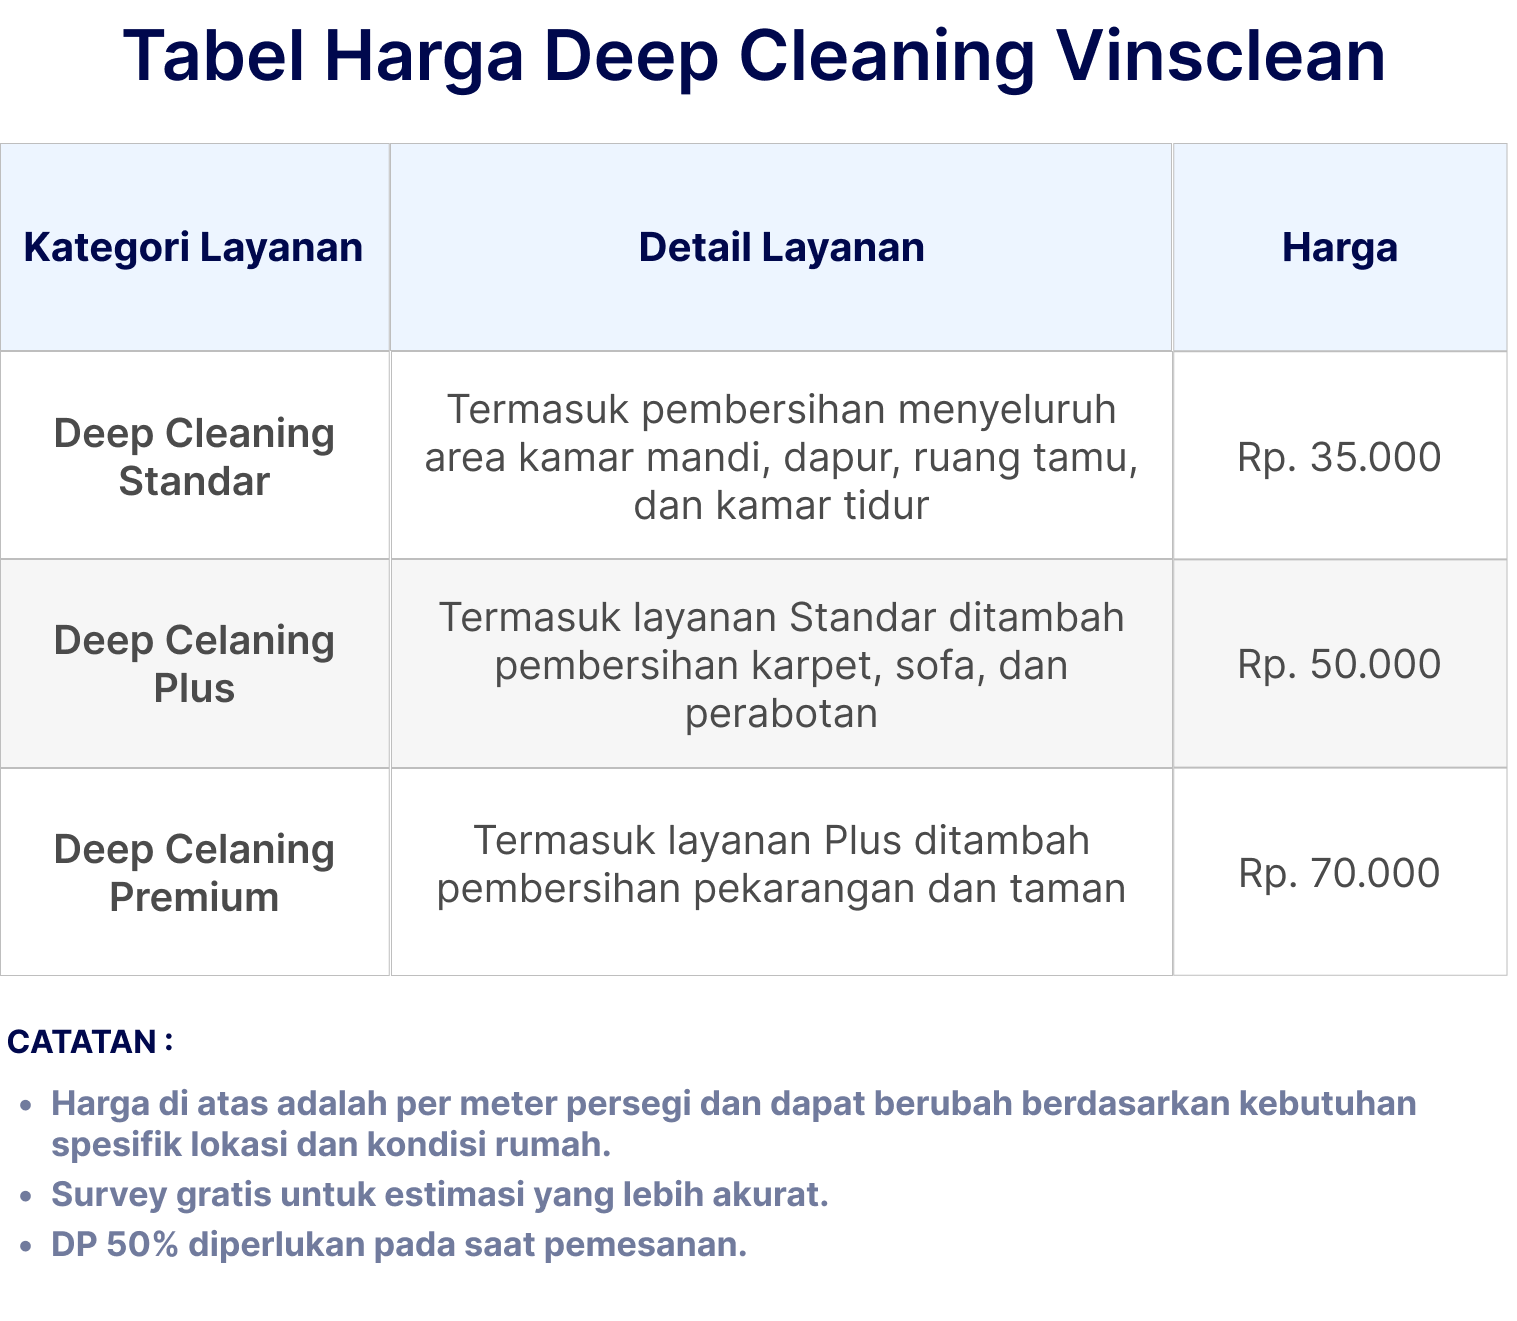 Tabel Harga Deep Cleaning Vinsclean
Kategori Layanan
Detail Layanan
Harga
Deep Cleaning
Standar
Termasuk pembersihan menyeluruh
area kamar mandi, dapur, ruang tamu,
dan kamar tidur
Rp. 35.000
Deep Celaning
Plus
Termasuk layanan Standar ditambah
pembersihan karpet, sofa, dan
perabotan
Rp. 50.000
Deep Celaning
Premium
Termasuk layanan Plus ditambah
pembersihan pekarangan dan taman
Rp. 70.000
CATATAN :
• Harga di atas adalah per meter persegi dan dapat berubah berdasarkan kebutuhan
spesifik lokasi dan kondisi rumah.
• Survey gratis untuk estimasi yang lebih akurat.
• DP 50% diperlukan pada saat pemesanan.